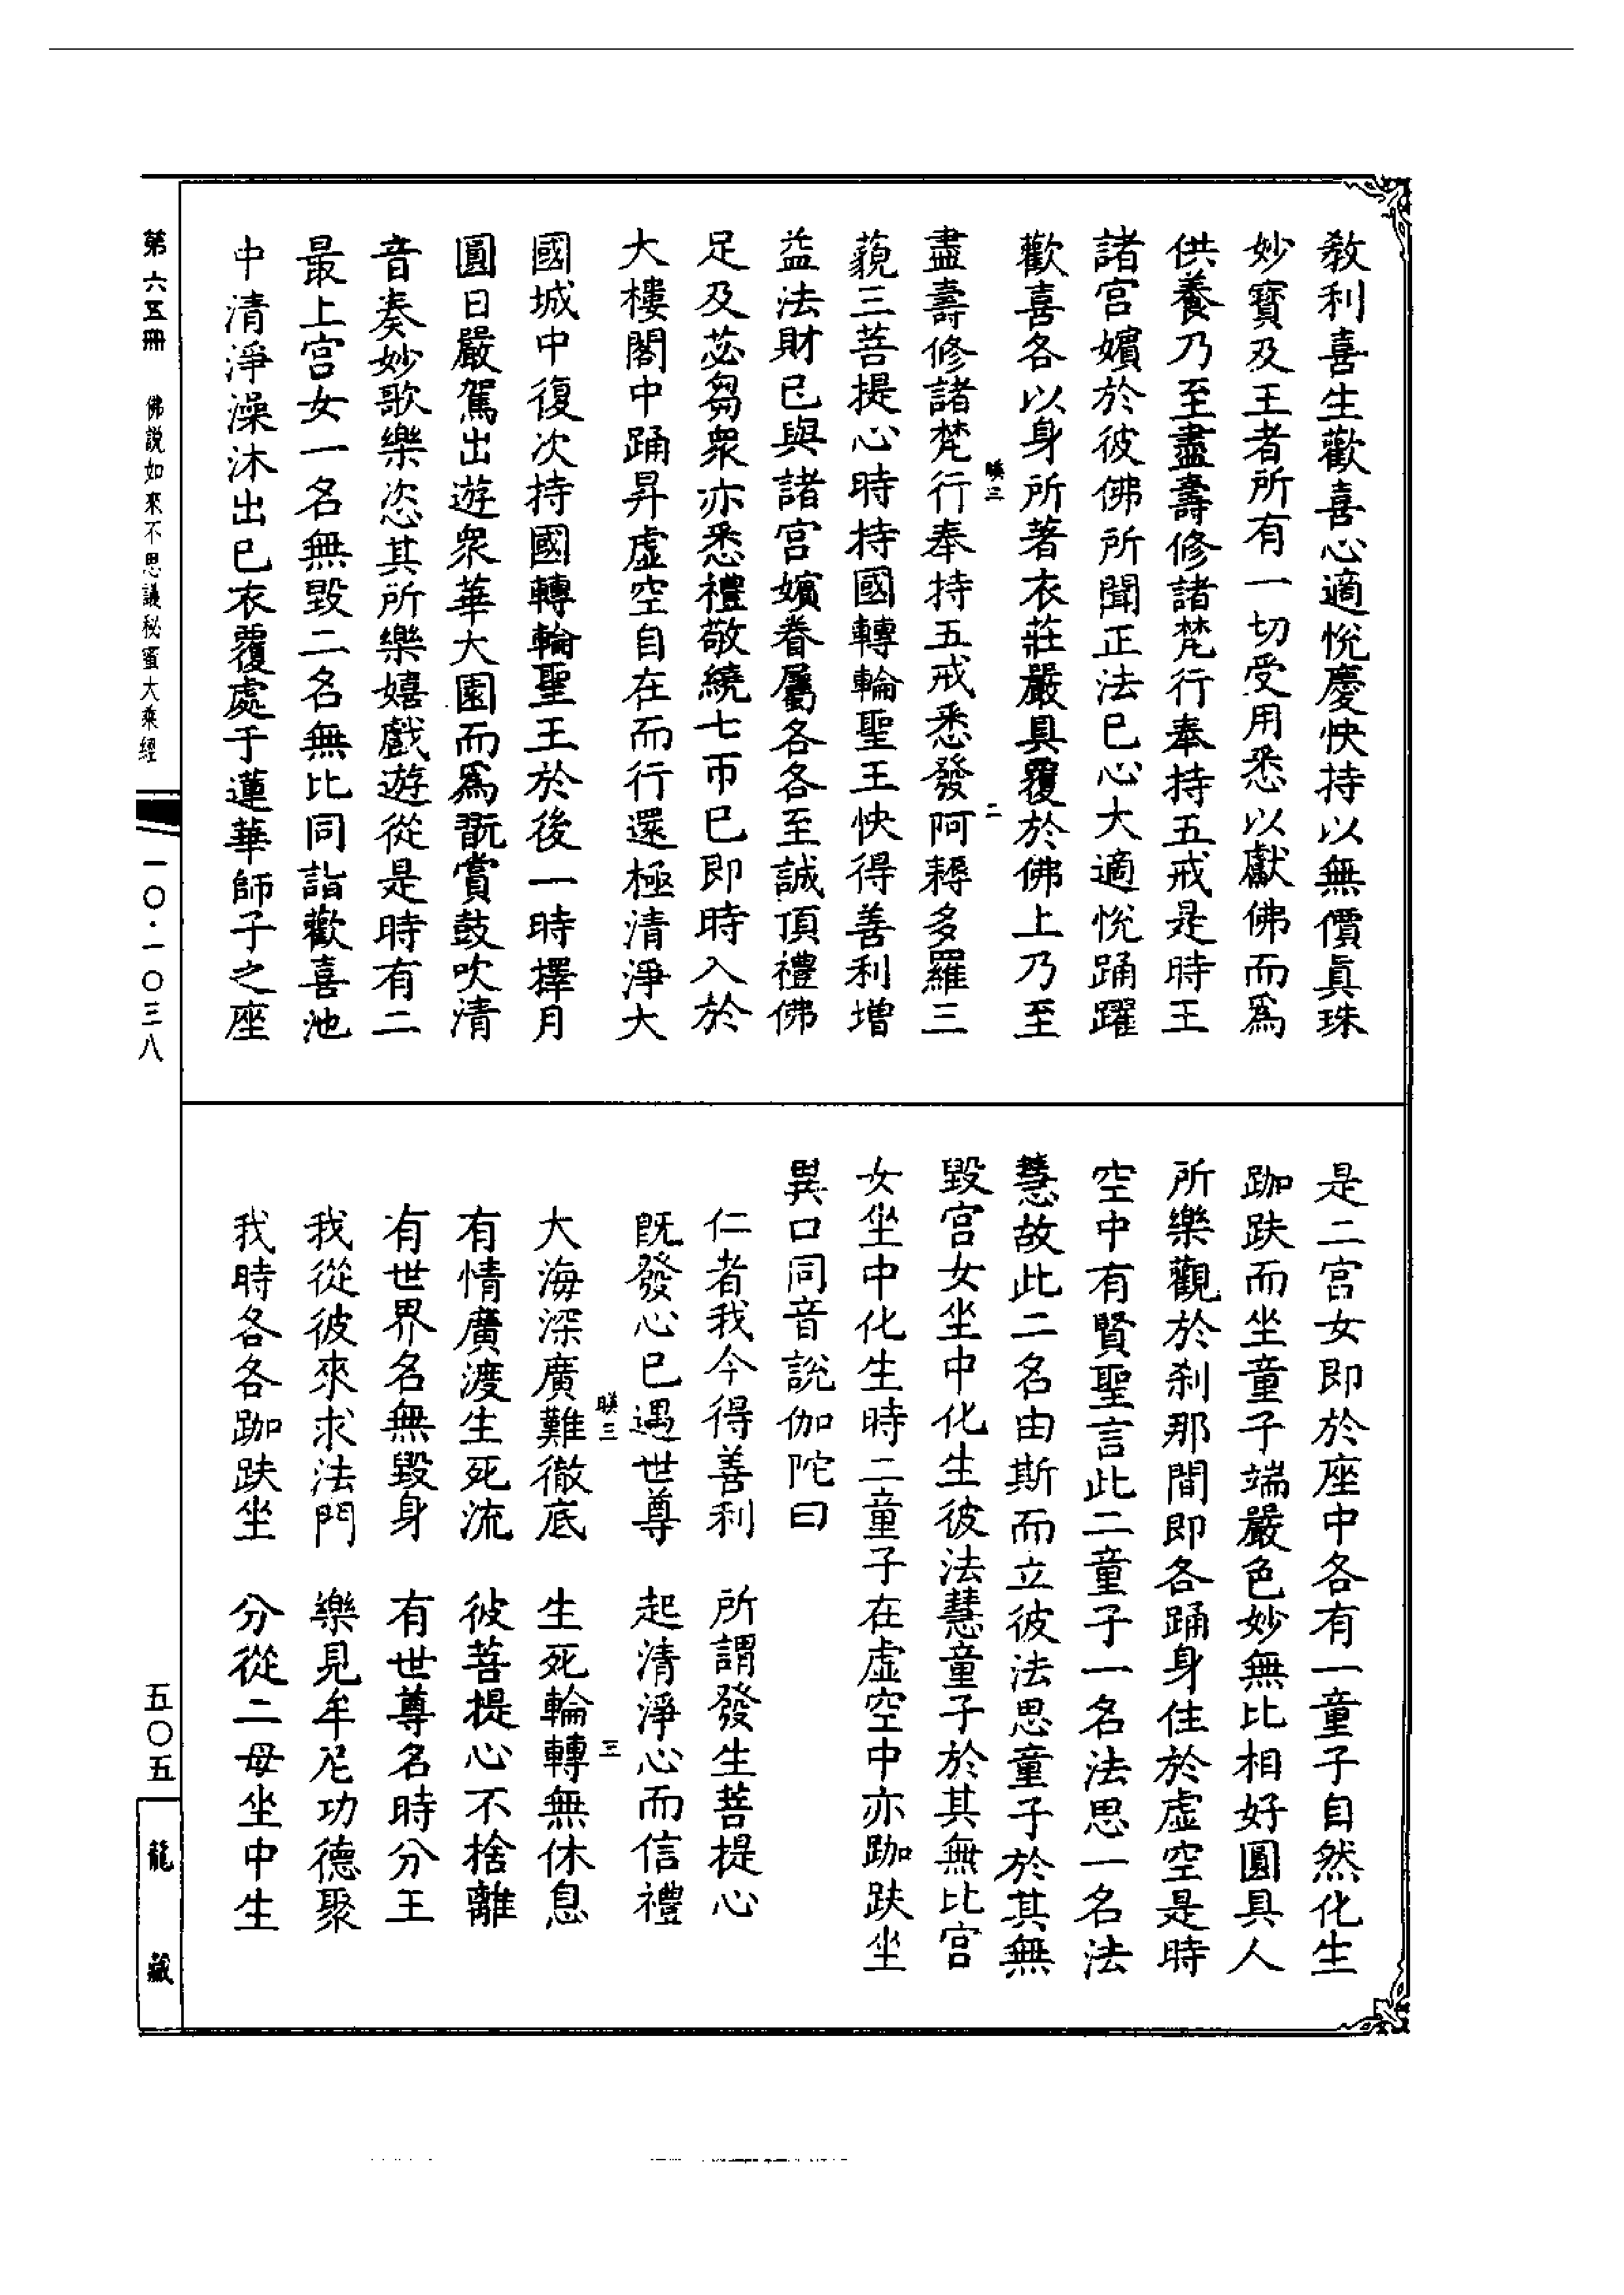 教利喜生歡喜心適悅慶快持以無價眞珠
妙寳及王者所有一切受用悉以獻佛而爲
供養乃至盡壽修諸梵行奉持五戒是時王
諸宫嬪於彼佛所聞正法已心大適悅踊躍
歡喜各以身所著衣莊嚴具覆於佛上乃至
盡壽修諸梵行奉持五戒悉發阿耨多羅三
藐三菩提心時持國轉輪聖王快得善利增
益法財已與諸宫嬪眷屬各各至誠頂禮佛
足及苾芻衆亦悉禮敬繞七帀已即時入於
大樓閣中踊昇虛空自在而行還極清淨大
國城中復次持國轉輪聖王於後一時擇月
圓日嚴駕出遊衆華大園而爲翫賞鼓吹清
音奏妙歌樂恣其所樂嬉戲遊從是時有二
最上宫女一名無毀二名無比同詣歡喜池
中清淨澡沐出已衣覆處于蓮華師子之座
三
二
第六五冊 佛説如來不思議秘蜜大乘經
一〇·一〇三八
是二宫女即於座中各有一童子自然化生
跏趺而坐童子端嚴色妙無比相好圓具人
所樂觀於刹那間即各踊身住於虛空是時
空中有賢聖言此二童子一名法思一名法
慧故此二名由斯而立彼法思童子於其無
毀宫女坐中化生彼法慧童子於其無比宫
女坐中化生時二童子在虛空中亦跏趺坐
異口同音說伽陀曰
仁者我今得善利 所謂發生菩提心
旣發心已遇世尊 起清淨心而信禮
三
三
大海深廣難徹底 生死輪轉無休息
有情廣渡生死流 彼菩提心不捨離
有世界名無毀身 有世尊名時分王
我從彼來求法門 樂見牟尼功德聚
我時各各跏趺坐 分從二母坐中生
五〇五
龍藏